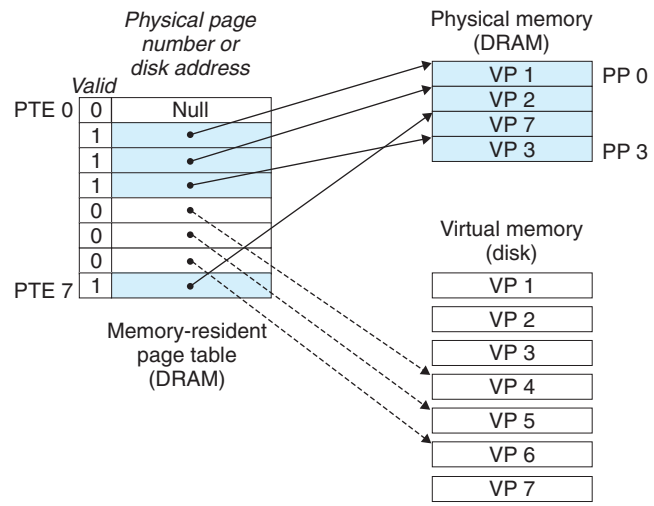 Physical page
number or
disk address
Valid
PTE 0 0 Null
1
1
1
0
0
0
PTE 7 1
Memory-resident
page table
(DRAM)
Physical memory
(DRAM)
VP 1 PP 0
VP 2
VP 7
VP 3 PP 3
Virtual memory
(disk)
VP 1
VP 2
VP 3
VP 4
VP 5
VP 6
VP 7